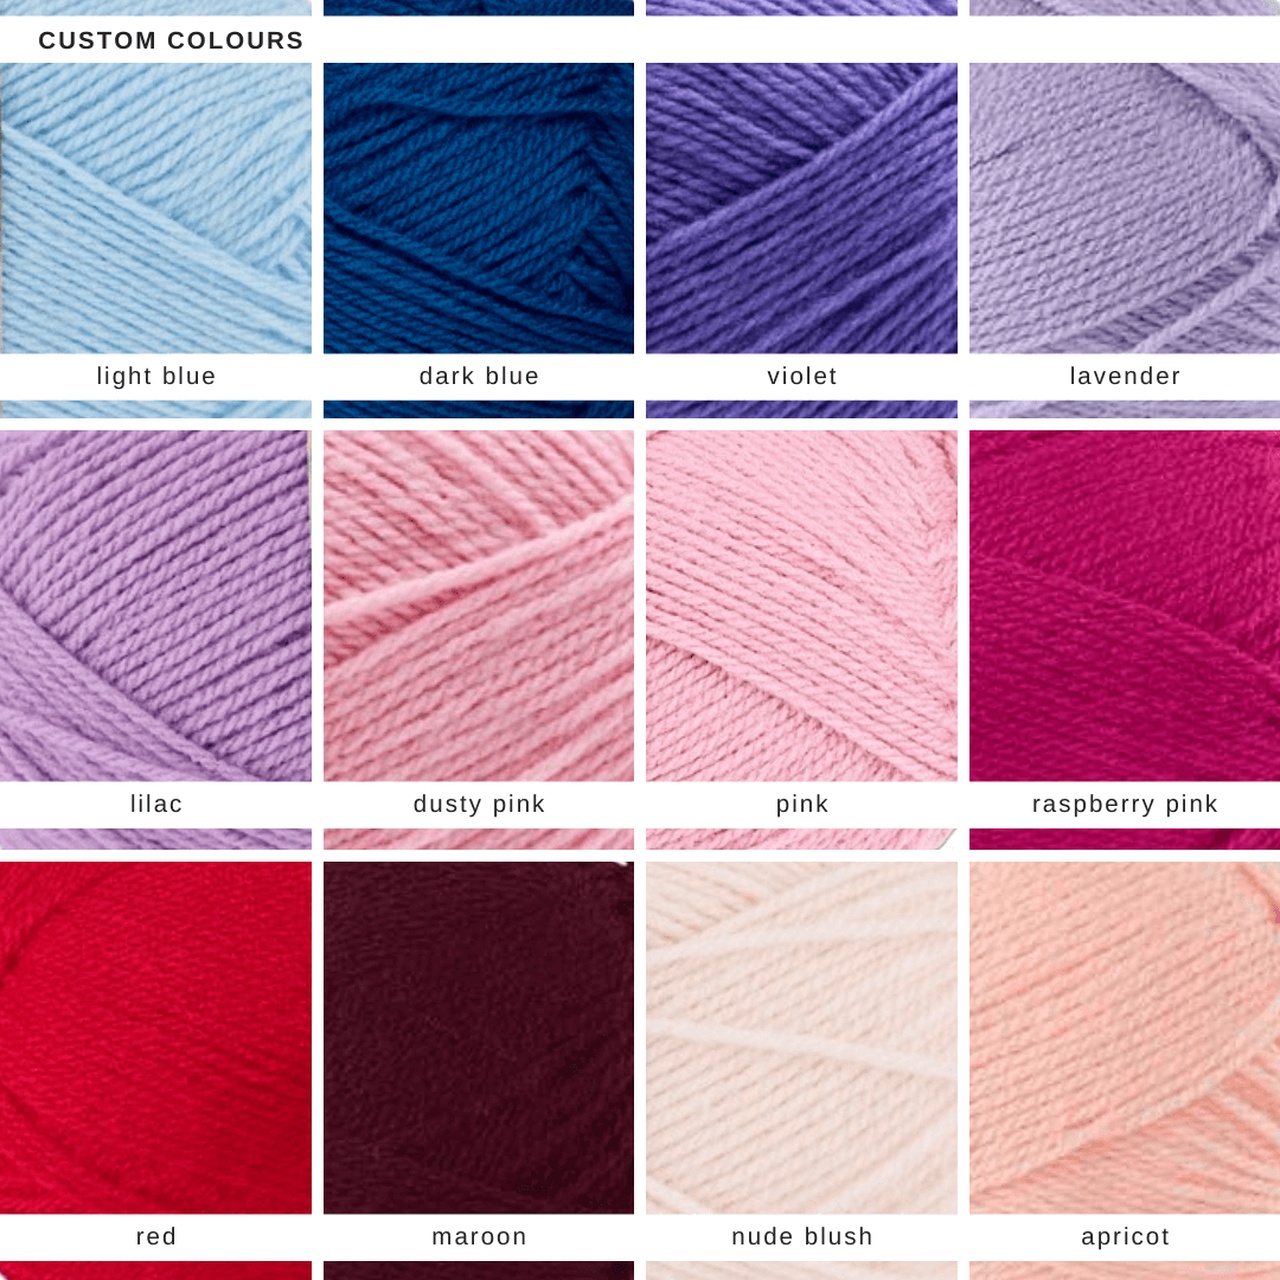 CUSTOM COLOURS
light blue
dark blue
violet
lavender
lilac
dusty pink
pink
raspberry pink
red
maroon
nude blush
apricot